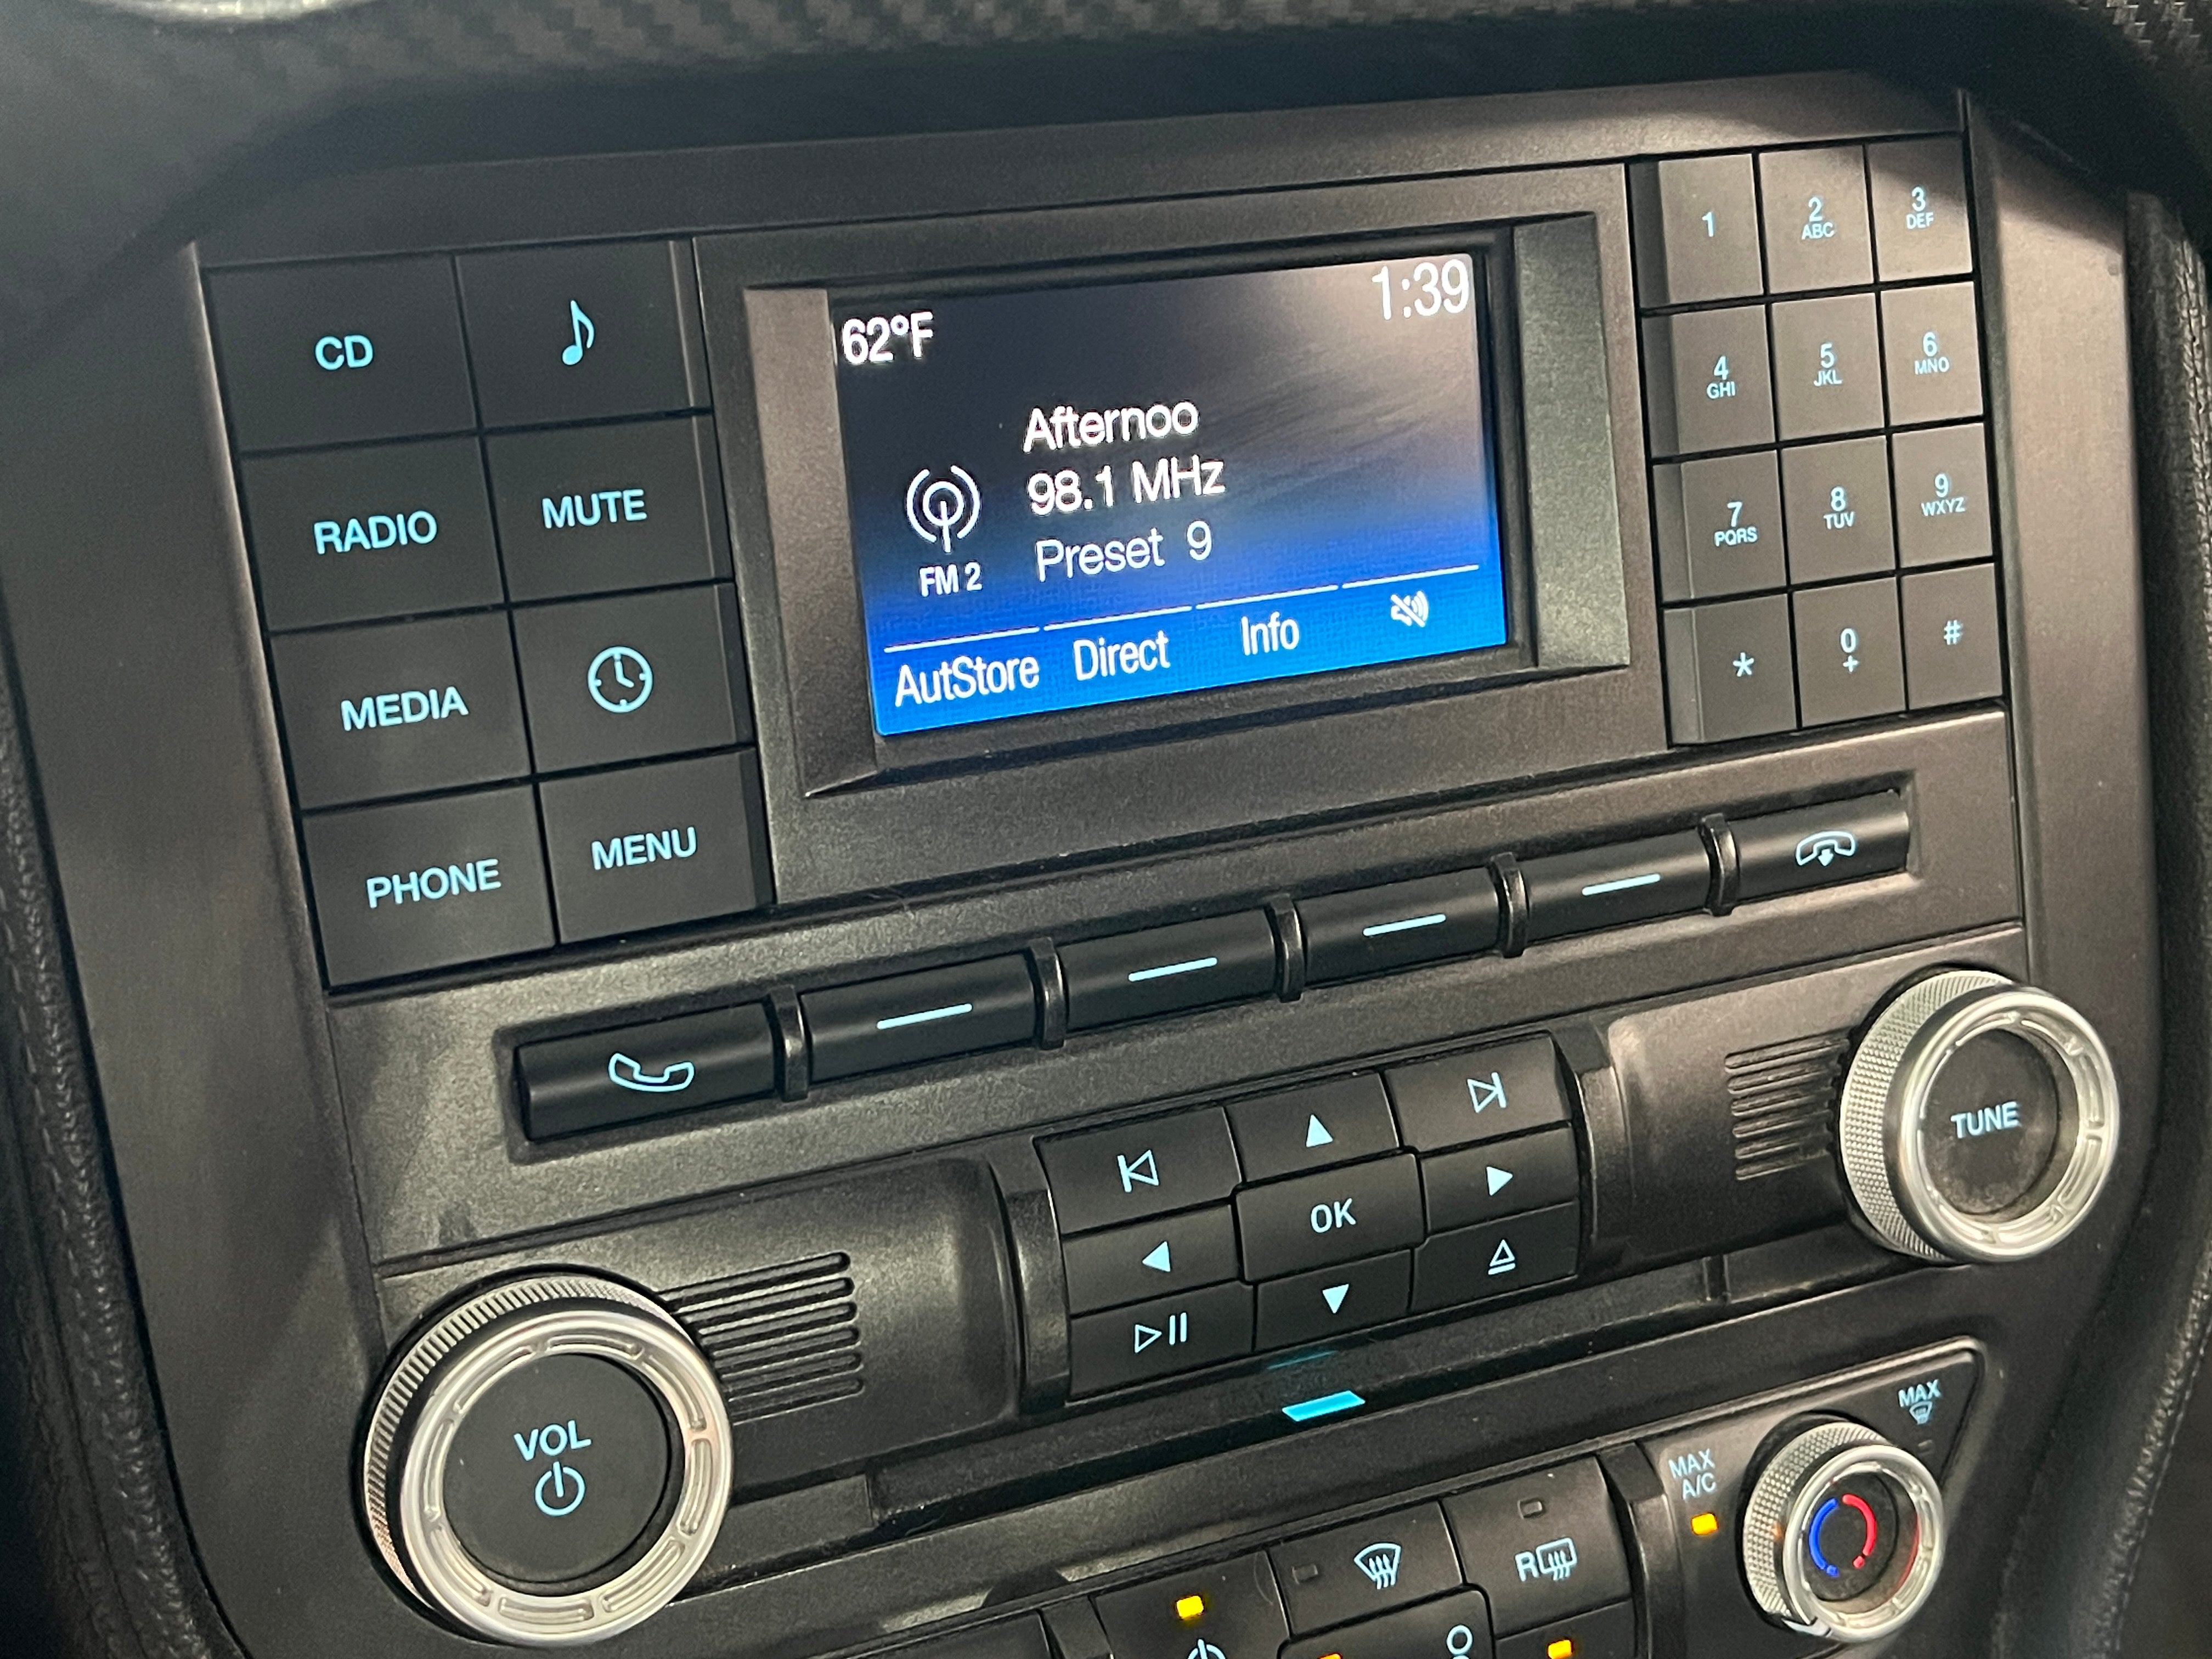 62°F
1:39
Afternoo
98.1 MHz
Preset 9
FM 2
AutStore Direct Info
CD
RADIO MUTE
MEDIA
PHONE MENU
1 2 ABC 3 DEF
4 GHI 5 JKL 6 MNO
7 PQRS 8 TUV 9 WXYZ
* 0 + #
OK
TUNE
VOL
MAX A/C
MAX
R